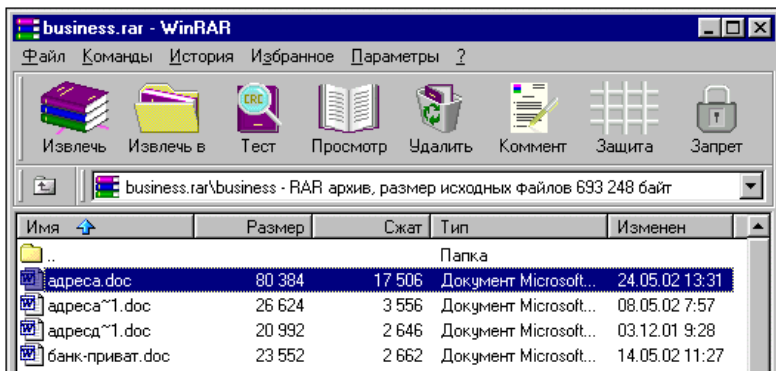 business.rar - WinRAR
Файл Команды История Избранное Параметры ?
CRC
Извлечь Извлечь в Тест Просмотр Удалить Коммент Защита Запрет
business.rar\business - RAR архив, размер исходных файлов 693 248 байт
Имя Размер Сжат Тип Изменен
.. Папка
адреса.doc 80 384 17 506 Документ Microsoft... 24.05.02 13:31
адреса~1.doc 26 624 3 556 Документ Microsoft... 08.05.02 7:57
адресд~1.doc 20 992 2 646 Документ Microsoft... 03.12.01 9:28
банк-приват.doc 23 552 2 662 Документ Microsoft... 14.05.02 11:27